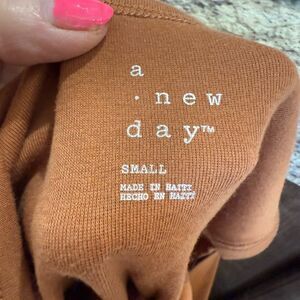 a
· new
day™
SMALL
MADE IN HAITI
HECHO EN HAITI